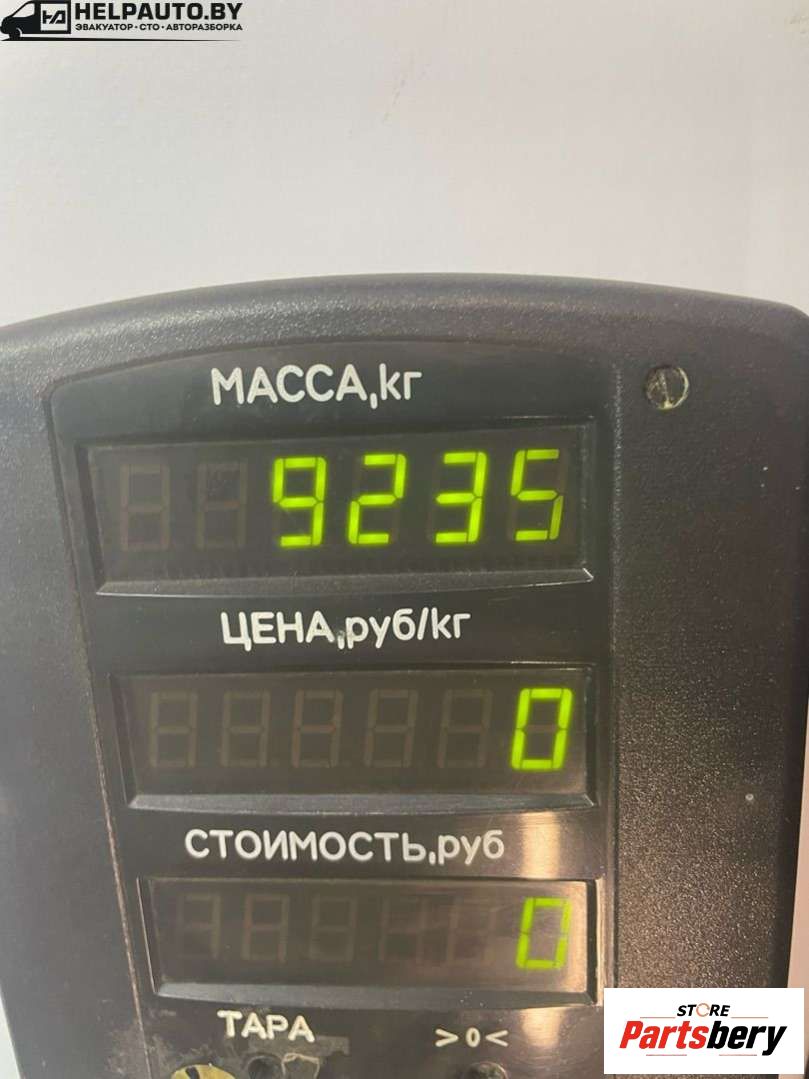 HELPAUTO.BY
ЭВАКУАТОР • СТО • АВТОРАЗБОРКА
МАССА,кг
9235
ЦЕНА,руб/кг
0
СТОИМОСТЬ,руб
0
ТАРА >0<
STORE
Partsbery